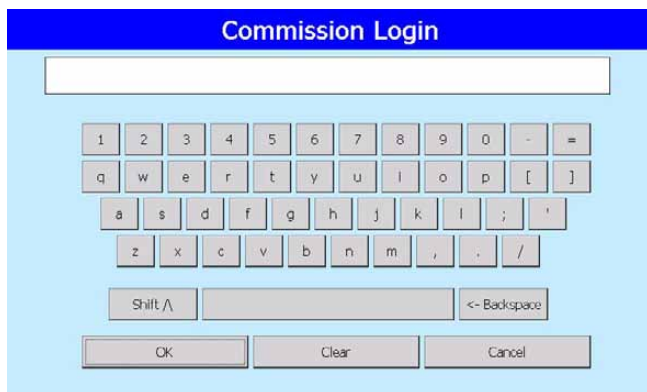 Commission Login
1 2 3 4 5 6 7 8 9 0 - =
q w e r t y u i o p [ ]
a s d f g h j k l ; '
z x c v b n m , . /
Shift /\ <- Backspace
OK Clear Cancel